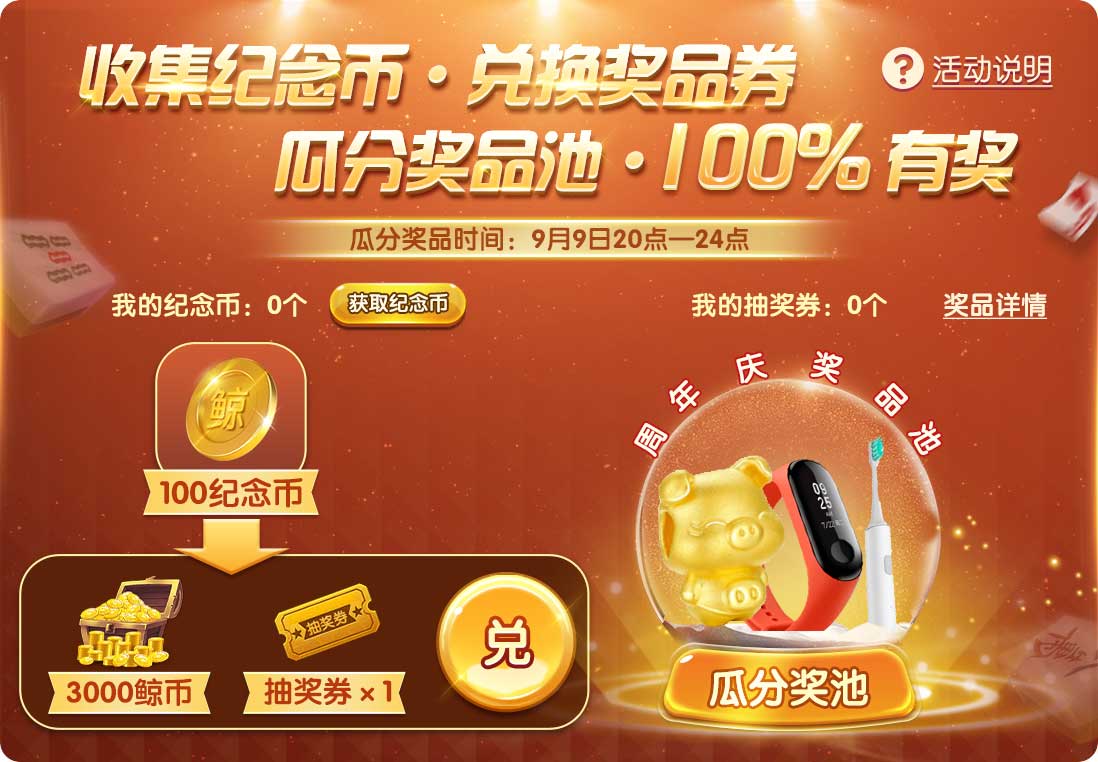 收集纪念币·兑换奖品券
? 活动说明
瓜分奖品池·100%有奖
瓜分奖品时间：9月9日20点—24点
我的纪念币：0个
获取纪念币
我的抽奖券：0个
奖品详情
鲸
100纪念币
3000鲸币
抽奖券
抽奖券×1
兑
周年庆奖品池
09
25
瓜分奖池